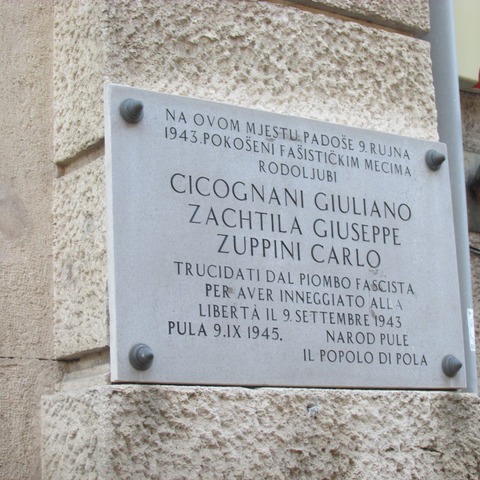 NA OVOM MJESTU PADOŠE 9. RUJNA
1943. POKOŠENI FAŠISTIČKIM MECIMA
RODOLJUBI
CICOGNANI GIULIANO
ZACHTILA GIUSEPPE
ZUPPINI CARLO
TRUCIDATI DAL PIOMBO FASCISTA
PER AVER INNEGGIATO ALLA
LIBERTÀ IL 9. SETTEMBRE 1943
PULA 9.IX 1945. NAROD PULE
IL POPOLO DI POLA